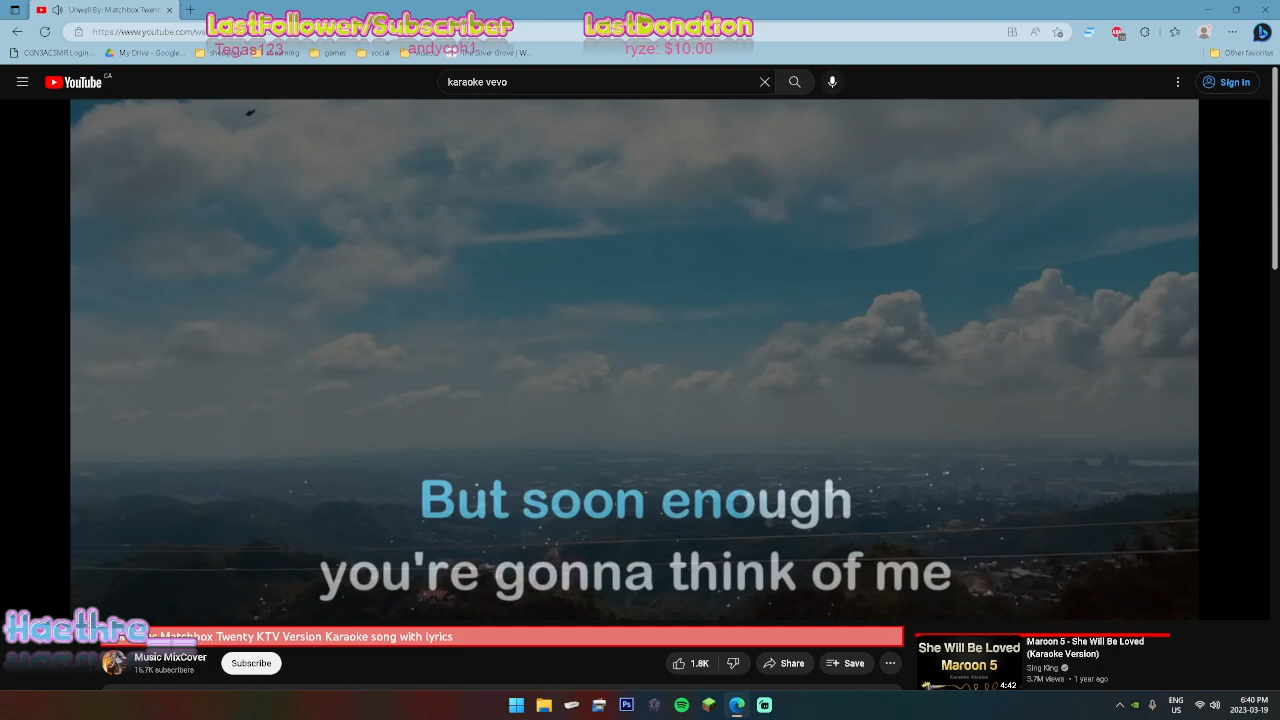 Unwell By: Matchbox Twent
LastFollower/Subscriber
LastDonation
https://www.youtube.com/wa
Tegas123
andycph1
ryze: $10.00
CGNSACSMR Login...
My Drive - Google...
games
social
The Silver Grove | W...
Other favorites
YouTube CA
karaoke vevo
Sign in
But soon enough
you're gonna think of me
Haethre
Matchbox Twenty KTV Version Karaoke song with lyrics
Music MixCover
16.7K subscribers
Subscribe
1.8K
Share
Save
She Will Be Loved
Maroon 5
Karaoke Version
4:42
Maroon 5 - She Will Be Loved
(Karaoke Version)
Sing King
3.7M views • 1 year ago
ENG
US
6:40 PM
2023-03-19